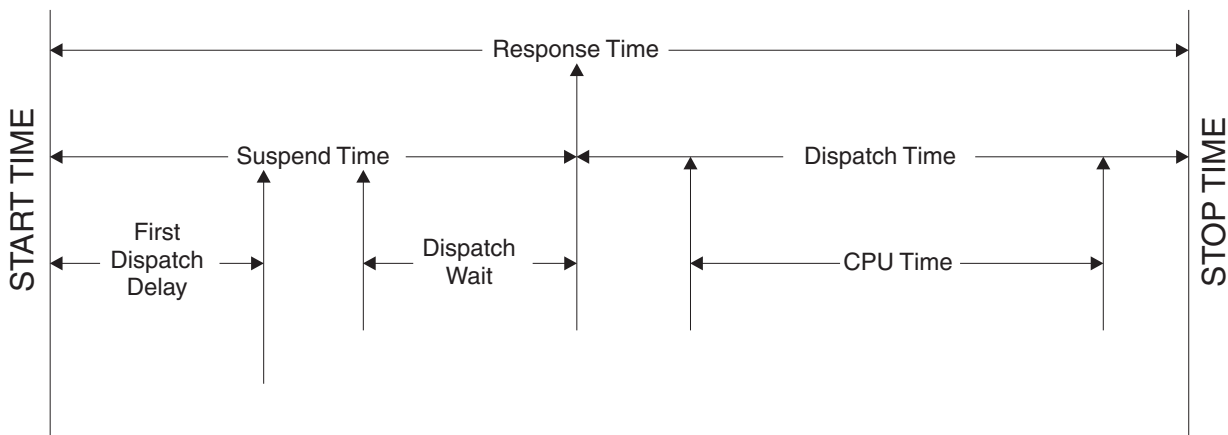 Response Time
START TIME
STOP TIME
Suspend Time
Dispatch Time
First
Dispatch
Delay
Dispatch
Wait
CPU Time